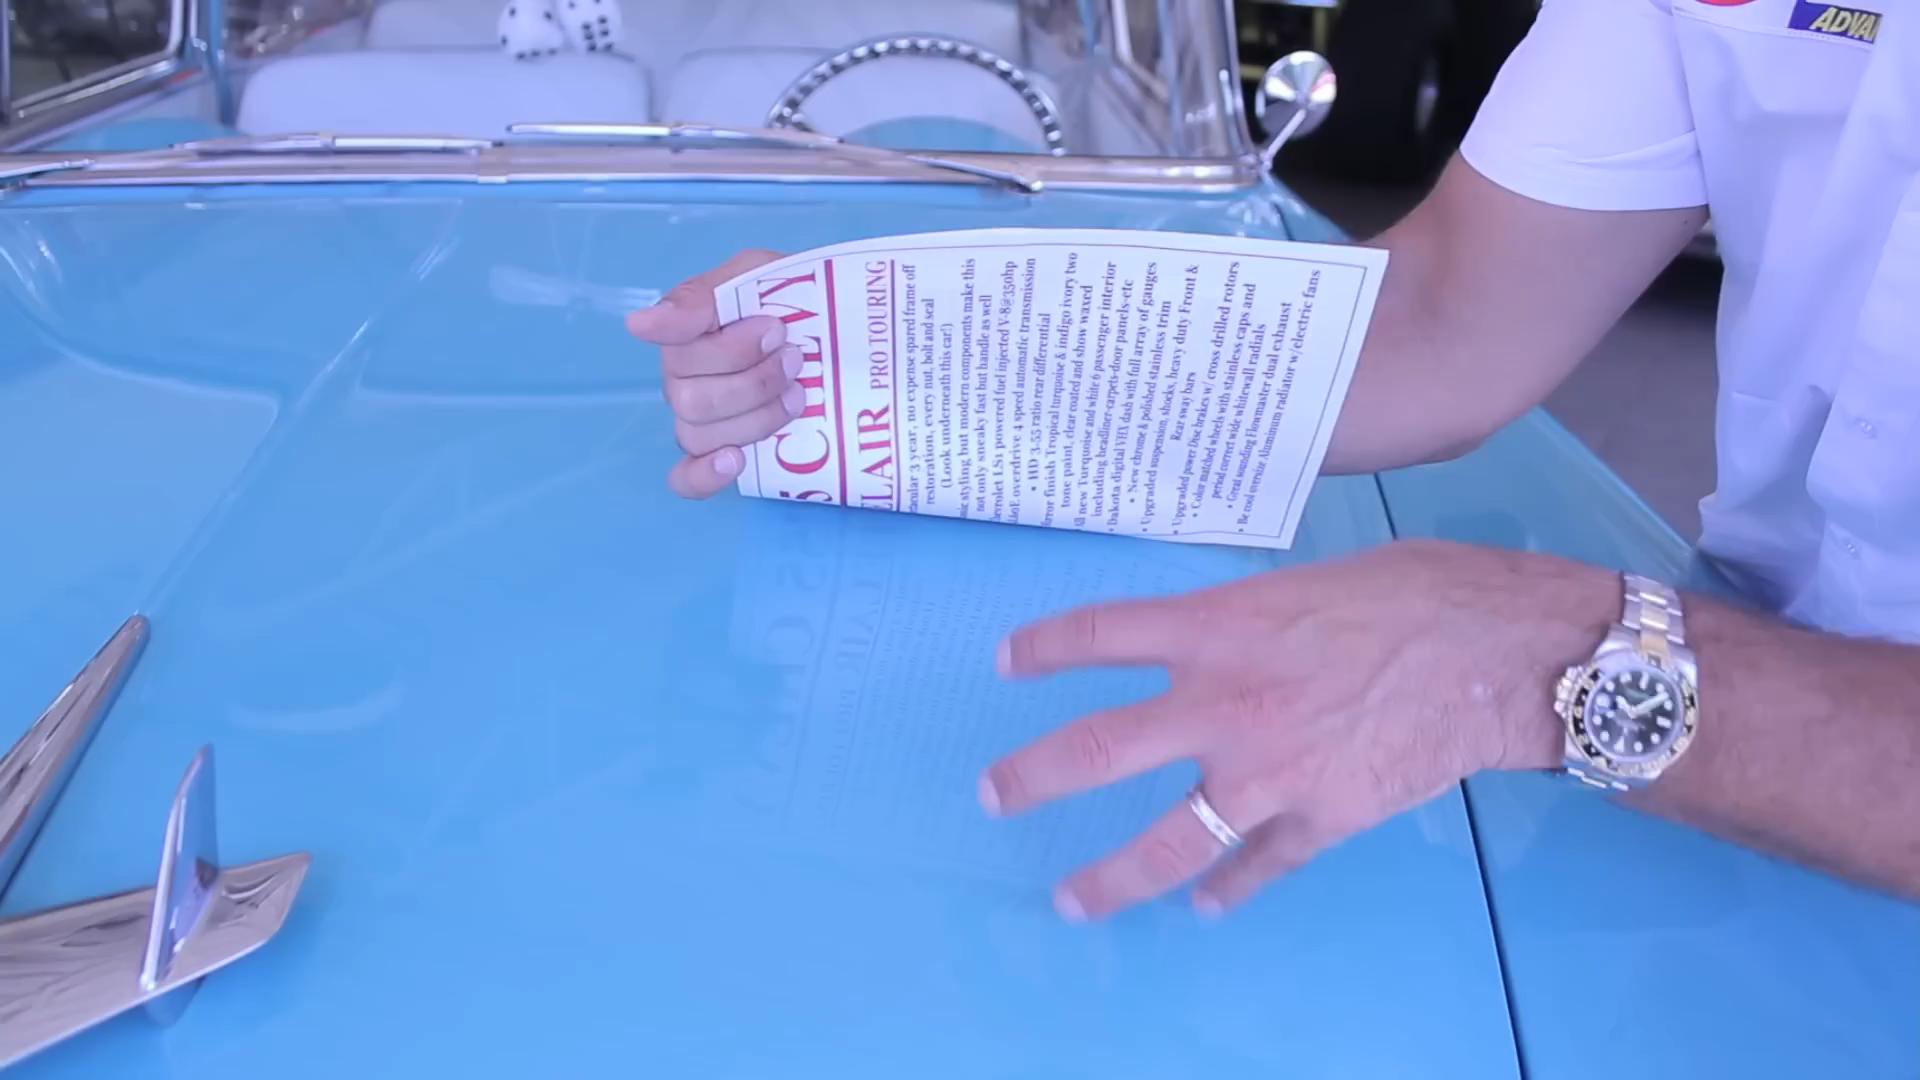 5 CHEVY
ELAIR PRO TOURING
acular 3 year, no expense spared frame off
restoration, every nut, bolt and seal
(Look underneath this car!)
sic styling but modern components make this
not only sneaky fast but handle as well
evrolet LS1 powered fuel injected V-8@350hp
overdrive 4 speed automatic transmission
• HD 3-55 ratio rear differential
irror finish Tropical turquoise & indigo ivory two
tone paint, clear coated and show waxed
ll new Turquoise and white 6 passenger interior
including headliner-carpets-door panels-etc
• Dakota digital VHX dash with full array of gauges
• New chrome & polished stainless trim
• Upgraded suspension, shocks, heavy duty Front &
Rear sway bars
• Upgraded power Disc brakes w/ cross drilled rotors
• Color matched wheels with stainless caps and
period correct wide whitewall radials
• Great sounding Flowmaster dual exhaust
• Be cool oversize Aluminum radiator w/electric fans
ADVA